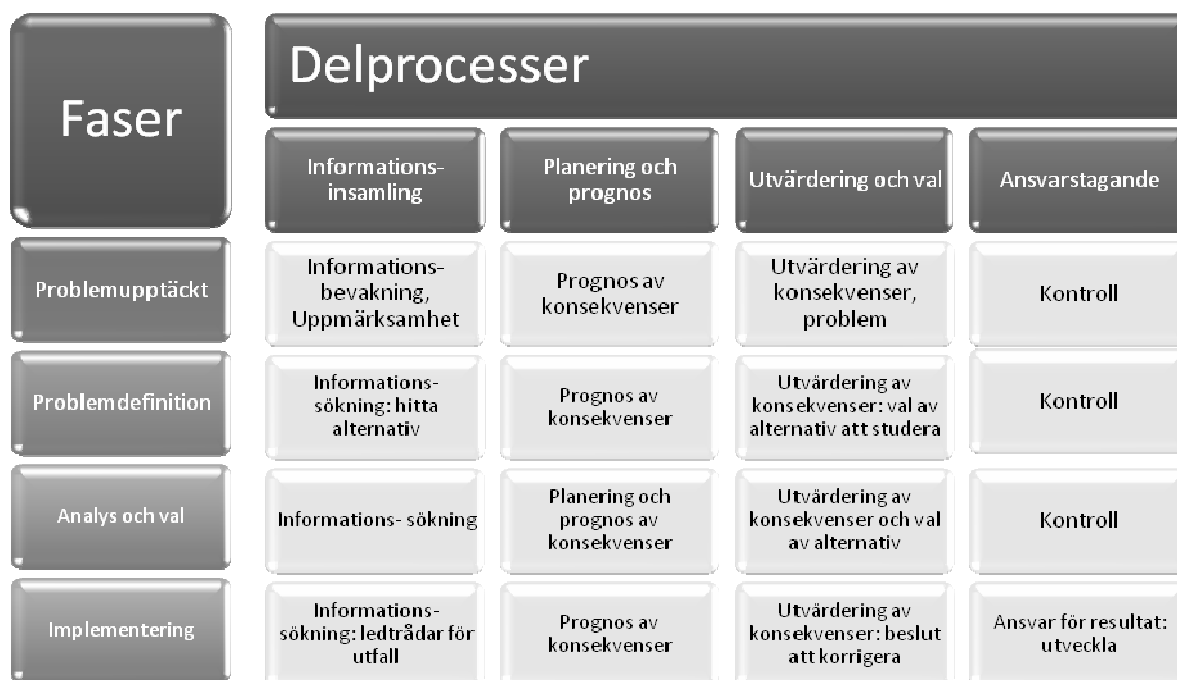 Faser
Delprocesser
Informations-
insamling
Planering och
prognos
Utvärdering och val
Ansvarstagande
Problemupptäckt
Informations-
bevakning,
Uppmärksamhet
Prognos av
konsekvenser
Utvärdering av
konsekvenser,
problem
Kontroll
Problemdefinition
Informations-
sökning: hitta
alternativ
Prognos av
konsekvenser
Utvärdering av
konsekvenser: val av
alternativ att studera
Kontroll
Analys och val
Informations- sökning
Planering och
prognos av
konsekvenser
Utvärdering av
konsekvenser och val
av alternativ
Kontroll
Implementering
Informations-
sökning: ledtrådar för
utfall
Prognos av
konsekvenser
Utvärdering av
konsekvenser: beslut
att korrigera
Ansvar för resultat:
utveckla